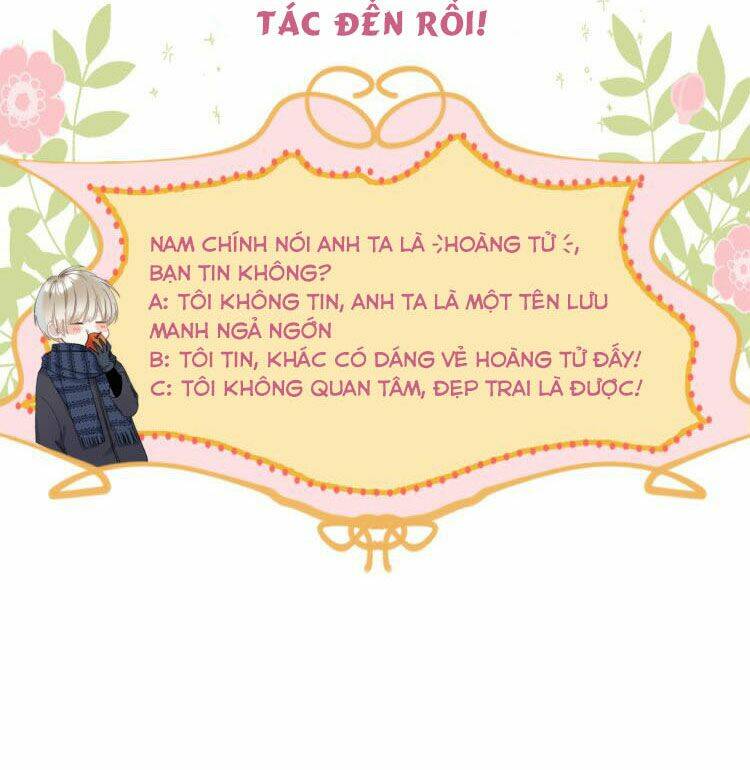 TÁC ĐẾN RỒI!
NAM CHÍNH NÓI ANH TA LÀ HOÀNG TỬ,
BẠN TIN KHÔNG?
A: TÔI KHÔNG TIN, ANH TA LÀ MỘT TÊN LƯU
MANH NGẢ NGỚN
B: TÔI TIN, KHÁC CÓ DÁNG VẺ HOÀNG TỬ ĐẤY!
C: TÔI KHÔNG QUAN TÂM, ĐẸP TRAI LÀ ĐƯỢC!